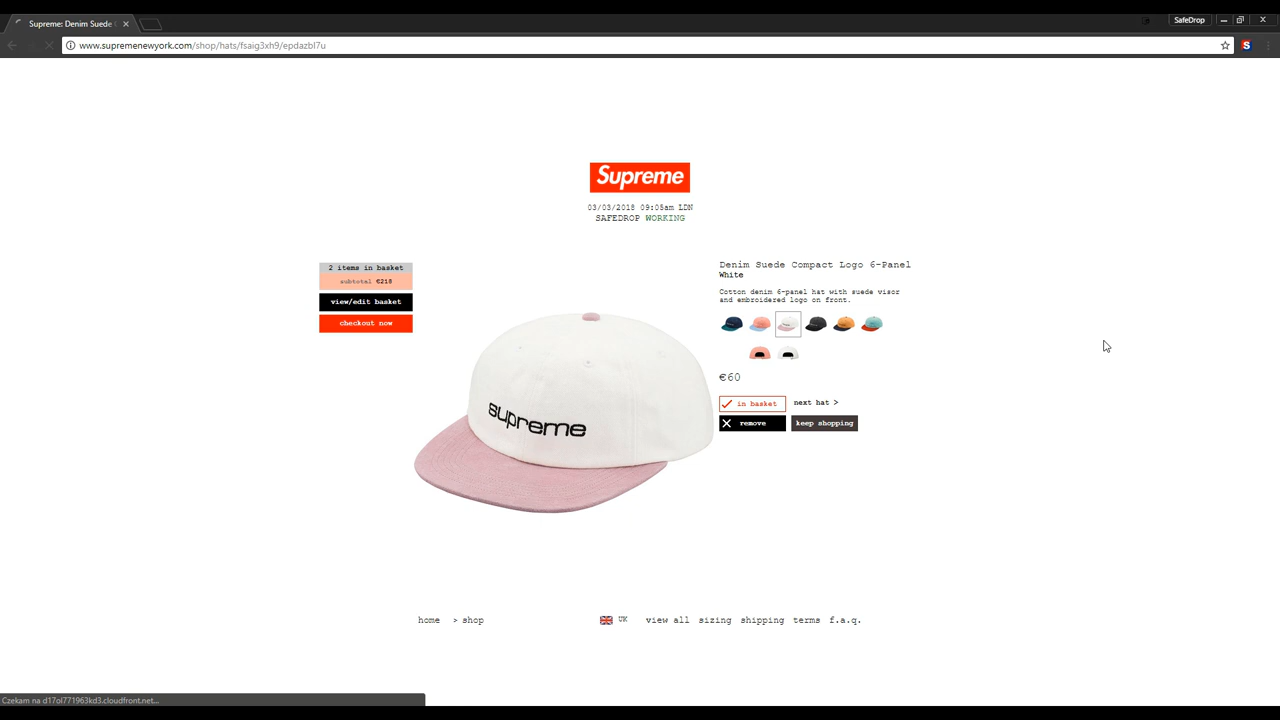 Supreme: Denim Suede
SafeDrop
www.supremenewyork.com/shop/hats/fsaig3xh9/epdazbl7u
S
Supreme
03/03/2018 09:05am LDN
SAFEDROP WORKING
2 items in basket
subtotal €218
view/edit basket
checkout now
Denim Suede Compact Logo 6-Panel
White
Cotton denim 6-panel hat with suede visor
and embroidered logo on front.
€60
in basket
next hat >
remove
keep shopping
supreme
home > shop
UK view all sizing shipping terms f.a.q.
Czekam na d17ol771963kd3.cloudfront.net...